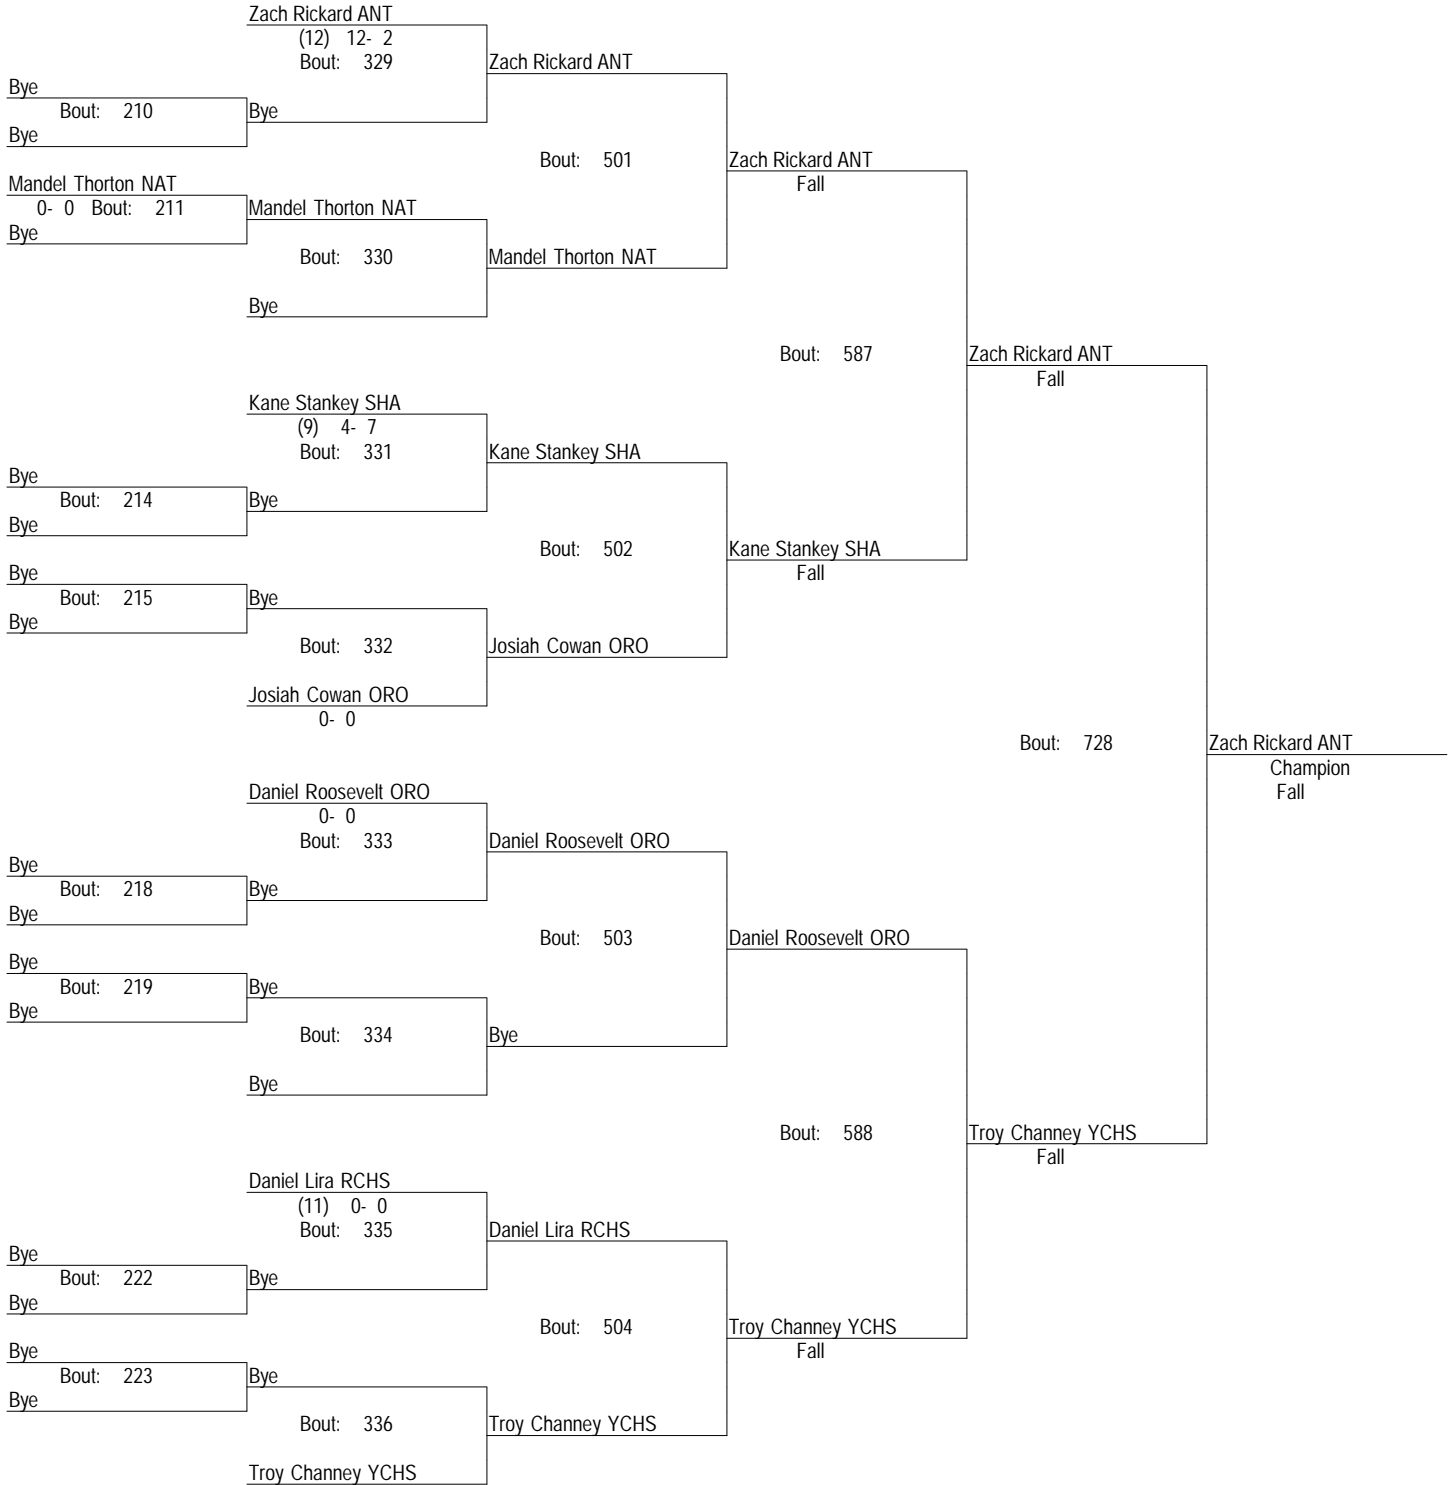 Zach Rickard ANT
(12) 12- 2
Bout: 329
Zach Rickard ANT
Bye
Bout: 210
Bye
Bye
Bout: 501
Zach Rickard ANT
Fall
Mandel Thorton NAT
0- 0 Bout: 211
Mandel Thorton NAT
Bye
Bout: 330
Mandel Thorton NAT
Bye
Bout: 587
Zach Rickard ANT
Fall
Kane Stankey SHA
(9) 4- 7
Bout: 331
Kane Stankey SHA
Bye
Bout: 214
Bye
Bye
Bout: 502
Kane Stankey SHA
Fall
Bye
Bout: 215
Bye
Bye
Bout: 332
Josiah Cowan ORO
Josiah Cowan ORO
0- 0
Bout: 728
Zach Rickard ANT
Champion
Fall
Daniel Roosevelt ORO
0- 0
Bout: 333
Daniel Roosevelt ORO
Bye
Bout: 218
Bye
Bye
Bout: 503
Daniel Roosevelt ORO
Bye
Bout: 219
Bye
Bye
Bout: 334
Bye
Bye
Bout: 588
Troy Channey YCHS
Fall
Daniel Lira RCHS
(11) 0- 0
Bout: 335
Daniel Lira RCHS
Bye
Bout: 222
Bye
Bye
Bout: 504
Troy Channey YCHS
Fall
Bye
Bout: 223
Bye
Bye
Bout: 336
Troy Channey YCHS
Troy Channey YCHS